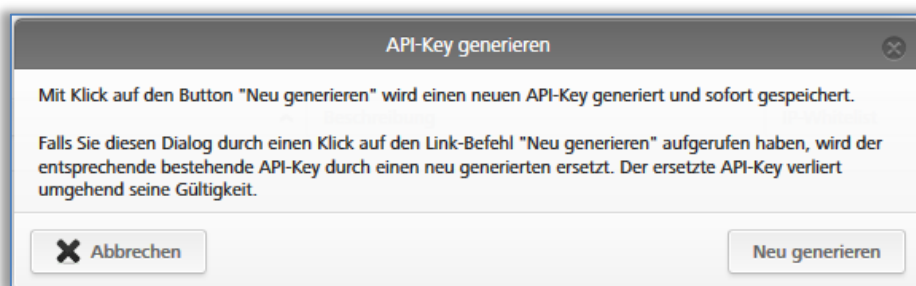 API-Key generieren
Mit Klick auf den Button "Neu generieren" wird einen neuen API-Key generiert und sofort gespeichert.
Falls Sie diesen Dialog durch einen Klick auf den Link-Befehl "Neu generieren" aufgerufen haben, wird der
entsprechende bestehende API-Key durch einen neu generierten ersetzt. Der ersetzte API-Key verliert
umgehend seine Gültigkeit.
Abbrechen
Neu generieren